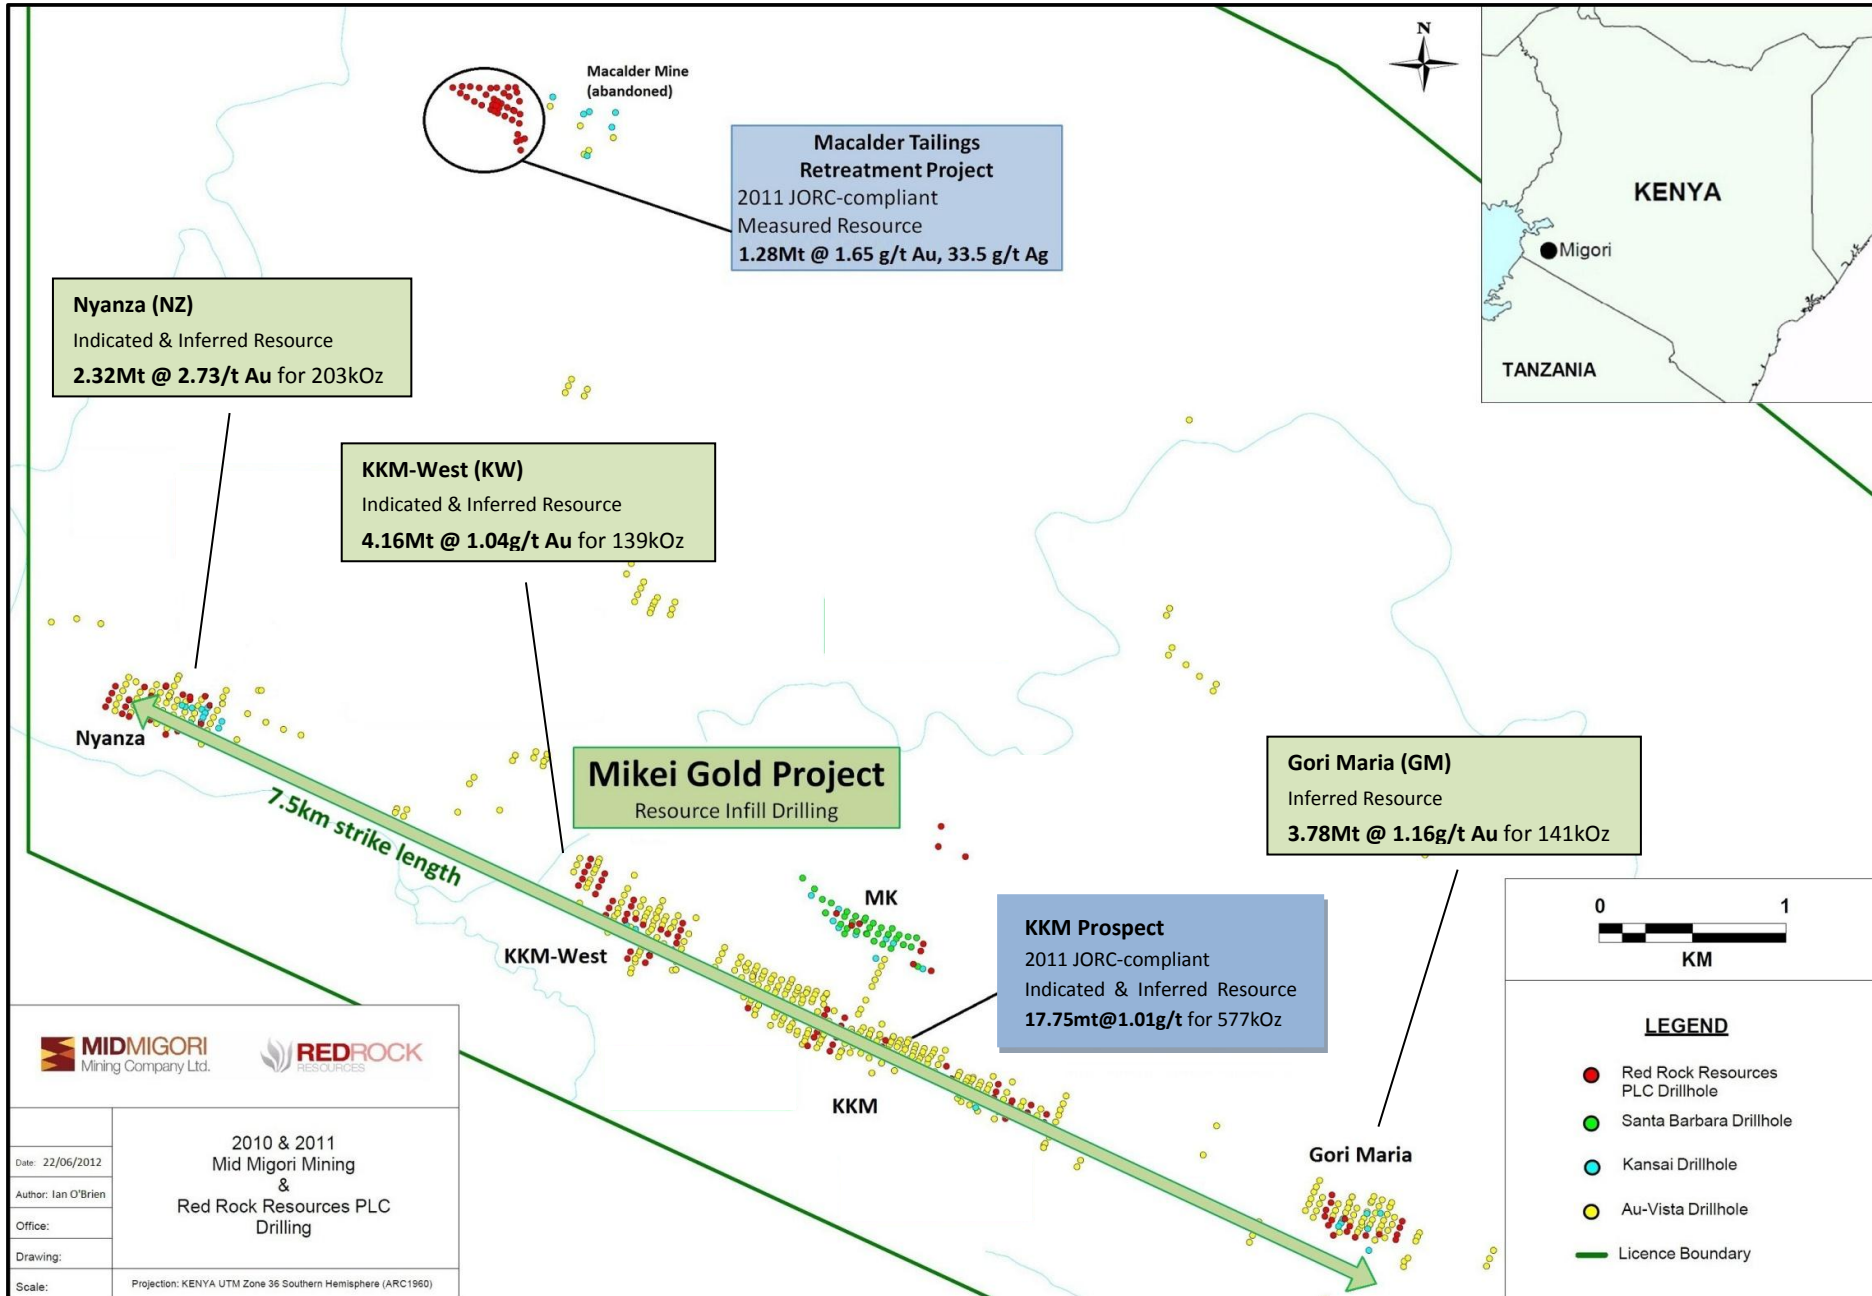 N
Macalder Mine
(abandoned)
Macalder Tailings
Retreatment Project
2011 JORC-compliant
Measured Resource
1.28Mt @ 1.65 g/t Au, 33.5 g/t Ag
KENYA
Migori
TANZANIA
Nyanza (NZ)
Indicated & Inferred Resource
2.32Mt @ 2.73/t Au for 203kOz
KKM-West (KW)
Indicated & Inferred Resource
4.16Mt @ 1.04g/t Au for 139kOz
Nyanza
7.5km strike length
Mikei Gold Project
Resource Infill Drilling
Gori Maria (GM)
Inferred Resource
3.78Mt @ 1.16g/t Au for 141kOz
MK
KKM-West
KKM Prospect
2011 JORC-compliant
Indicated & Inferred Resource
17.75mt@1.01g/t for 577kOz
KKM
Gori Maria
0 1
KM
LEGEND
Red Rock Resources
PLC Drillhole
Santa Barbara Drillhole
Kansai Drillhole
Au-Vista Drillhole
Licence Boundary
MIDMIGORI
Mining Company Ltd.
REDROCK
RESOURCES
Date: 22/06/2012
Author: Ian O'Brien
Office:
Drawing:
Scale:
2010 & 2011
Mid Migori Mining
&
Red Rock Resources PLC
Drilling
Projection: KENYA UTM Zone 36 Southern Hemisphere (ARC1960)